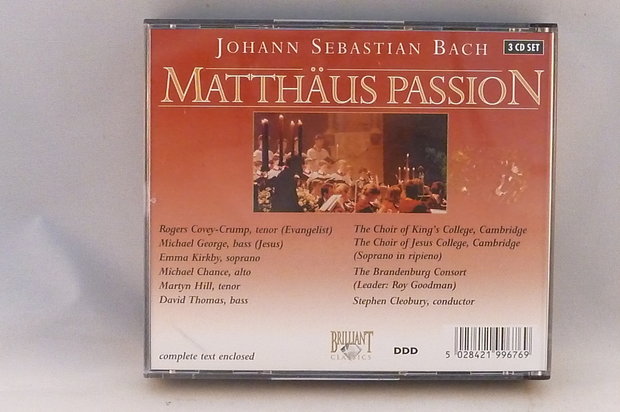 JOHANN SEBASTIAN BACH
3 CD SET
MATTHÄUS PASSION
Rogers Covey-Crump, tenor (Evangelist)
Michael George, bass (Jesus)
Emma Kirkby, soprano
Michael Chance, alto
Martyn Hill, tenor
David Thomas, bass
The Choir of King's College, Cambridge
The Choir of Jesus College, Cambridge
(Soprano in ripieno)
The Brandenburg Consort
(Leader: Roy Goodman)
Stephen Cleobury, conductor
complete text enclosed
BRILLIANT
CLASSICS
DDD
5 028421 996769